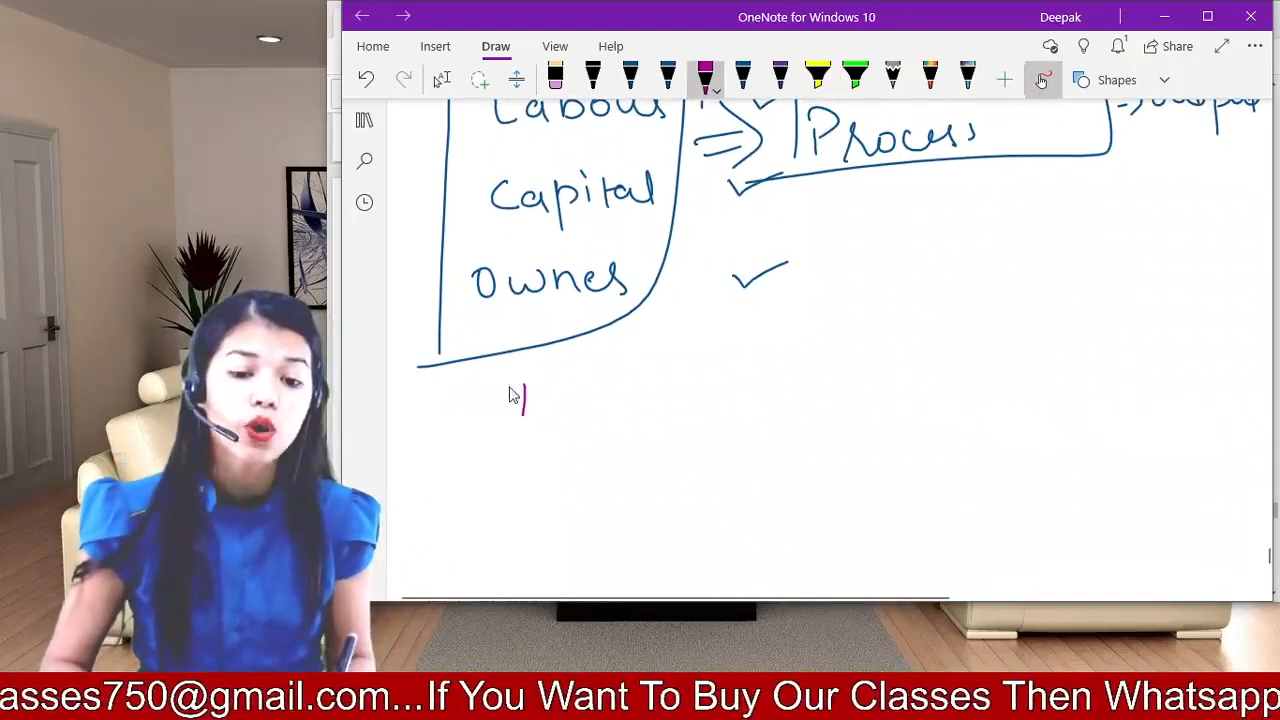 OneNote for Windows 10
Deepak
Home Insert Draw View Help
Share
Shapes
Labour
Process
Capital
Owner
asses750@gmail.com...If You Want To Buy Our Classes Then Whatsapp